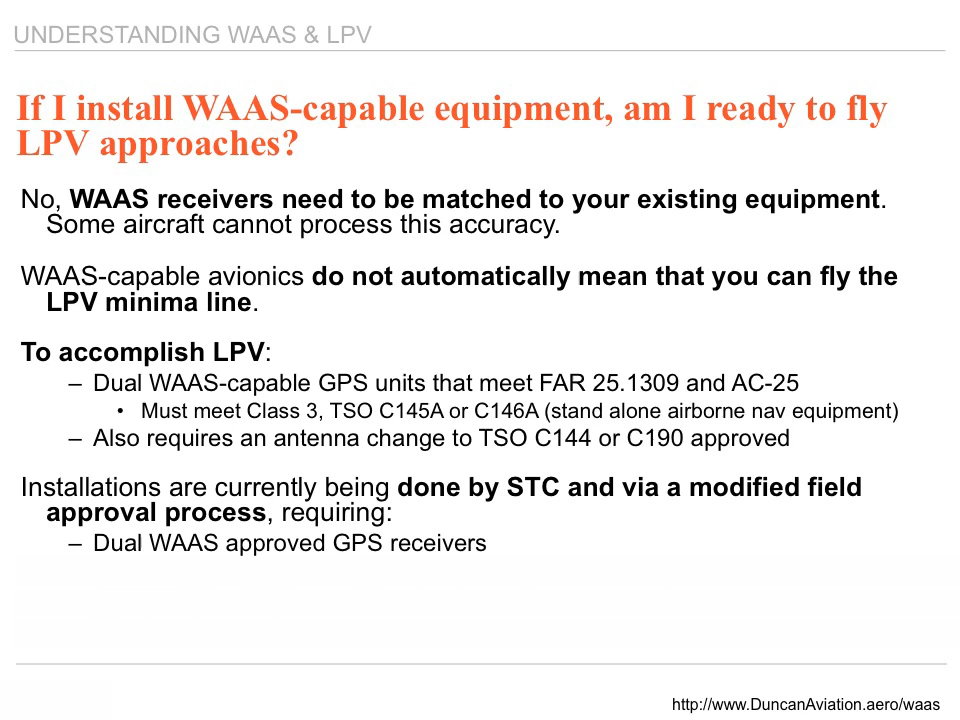 UNDERSTANDING WAAS & LPV
If I install WAAS-capable equipment, am I ready to fly
LPV approaches?
No, WAAS receivers need to be matched to your existing equipment.
Some aircraft cannot process this accuracy.
WAAS-capable avionics do not automatically mean that you can fly the
LPV minima line.
To accomplish LPV:
– Dual WAAS-capable GPS units that meet FAR 25.1309 and AC-25
• Must meet Class 3, TSO C145A or C146A (stand alone airborne nav equipment)
– Also requires an antenna change to TSO C144 or C190 approved
Installations are currently being done by STC and via a modified field
approval process, requiring:
– Dual WAAS approved GPS receivers
http://www.DuncanAviation.aero/waas